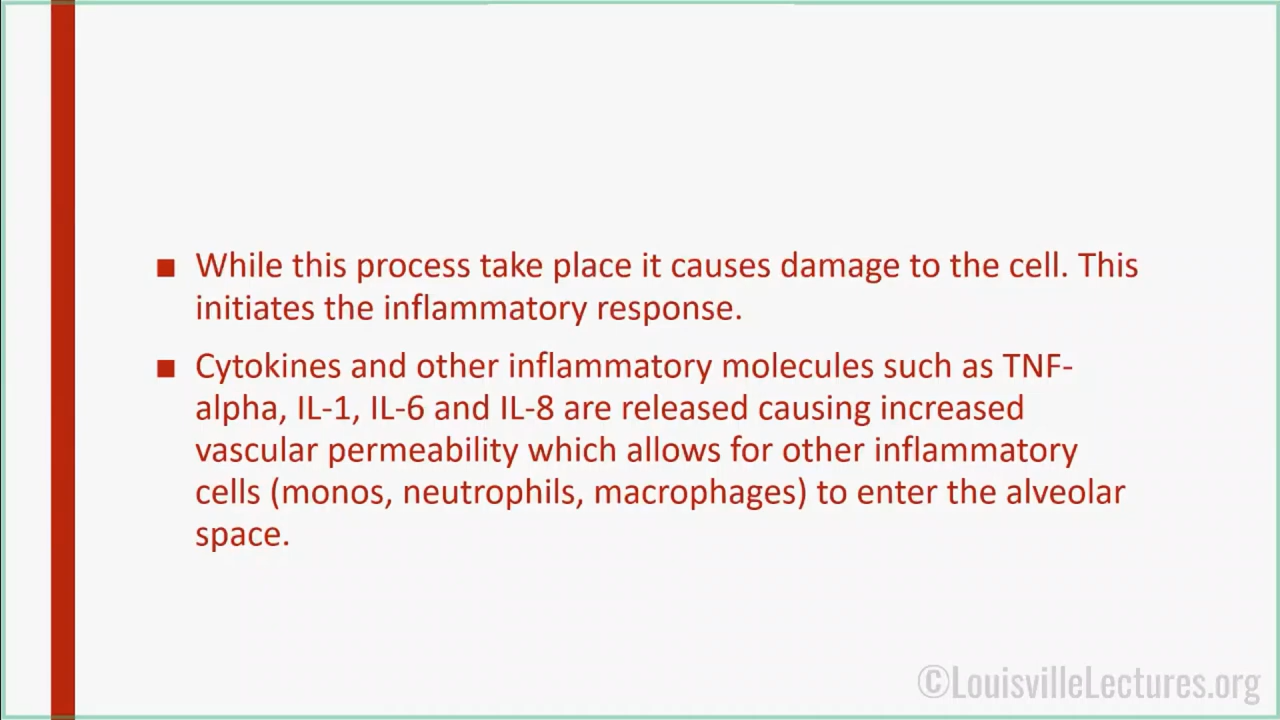 ■ While this process take place it causes damage to the cell. This
initiates the inflammatory response.
■ Cytokines and other inflammatory molecules such as TNF-
alpha, IL-1, IL-6 and IL-8 are released causing increased
vascular permeability which allows for other inflammatory
cells (monos, neutrophils, macrophages) to enter the alveolar
space.
©LouisvilleLectures.org